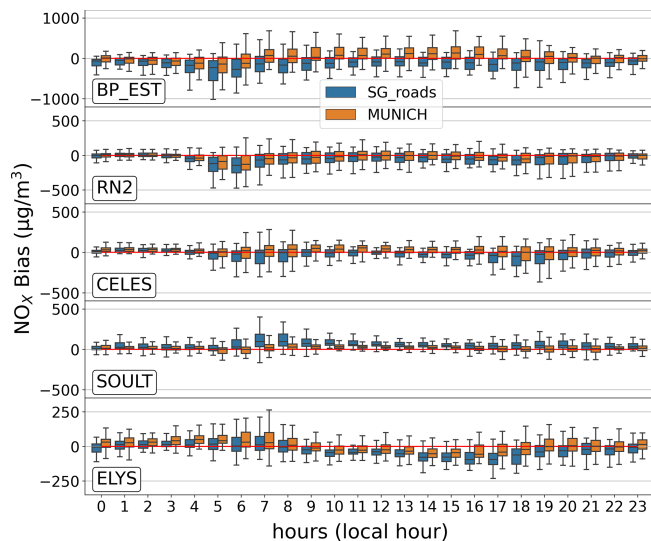 1000
0
−1000
BP_EST
SG_roads
MUNICH
500
0
−500
RN2
500
0
−500
CELES
500
0
−500
SOULT
250
0
−250
ELYS
NOX Bias (µg/m³)
0 1 2 3 4 5 6 7 8 9 10 11 12 13 14 15 16 17 18 19 20 21 22 23
hours (local hour)